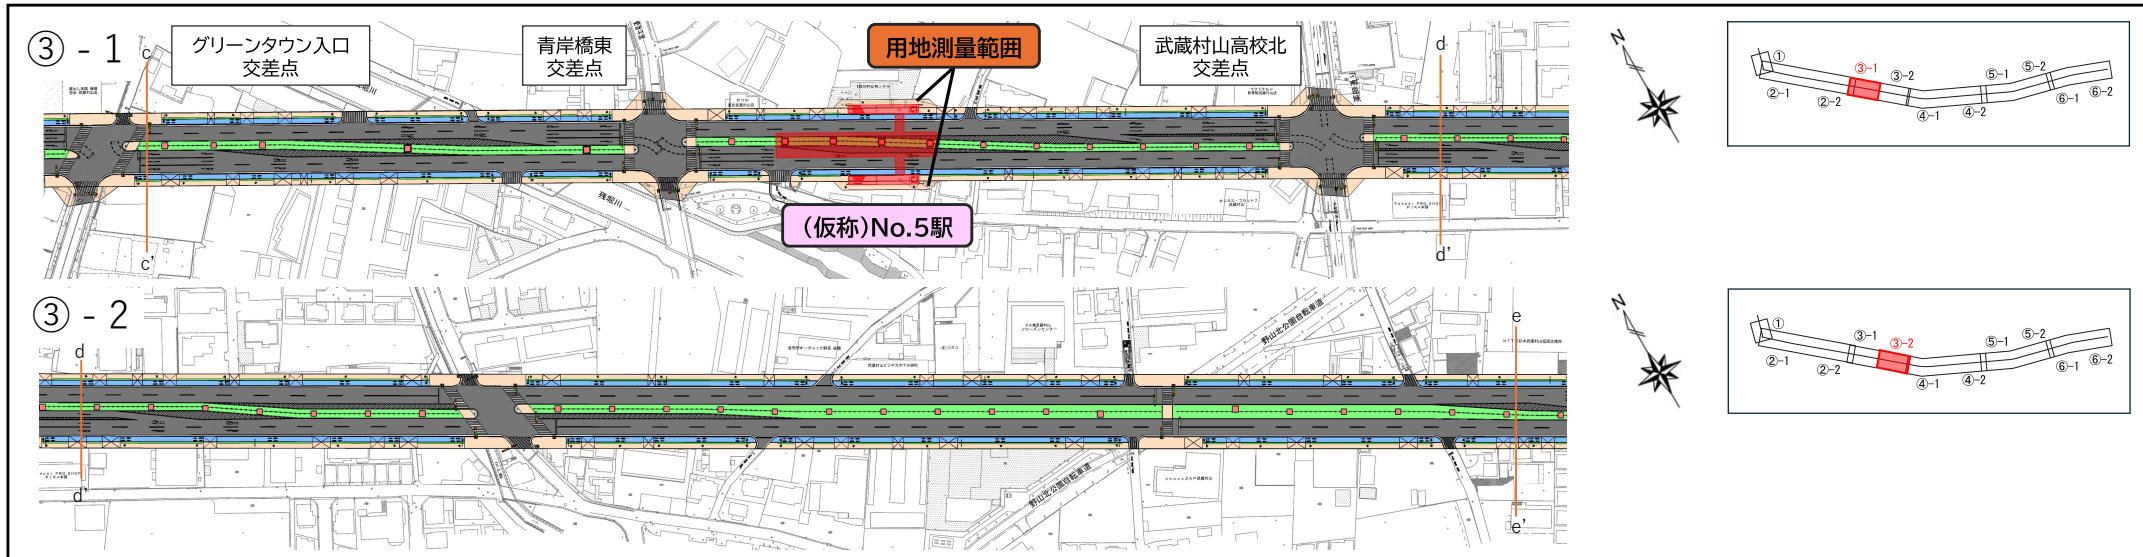 ③ - 1
グリーンタウン入口
交差点
青岸橋東
交差点
用地測量範囲
武蔵村山高校北
交差点
c
d
残堀川
残堀川
(仮称)No.5駅
c'
d'
N
①
③-1
③-2
⑤-1
⑤-2
②-1
②-2
④-1
④-2
⑥-1
⑥-2
③ - 2
d
e
野山北公園自転車道
野山北公園自転車道
d'
e'
N
①
③-1
③-2
⑤-1
⑤-2
②-1
②-2
④-1
④-2
⑥-1
⑥-2